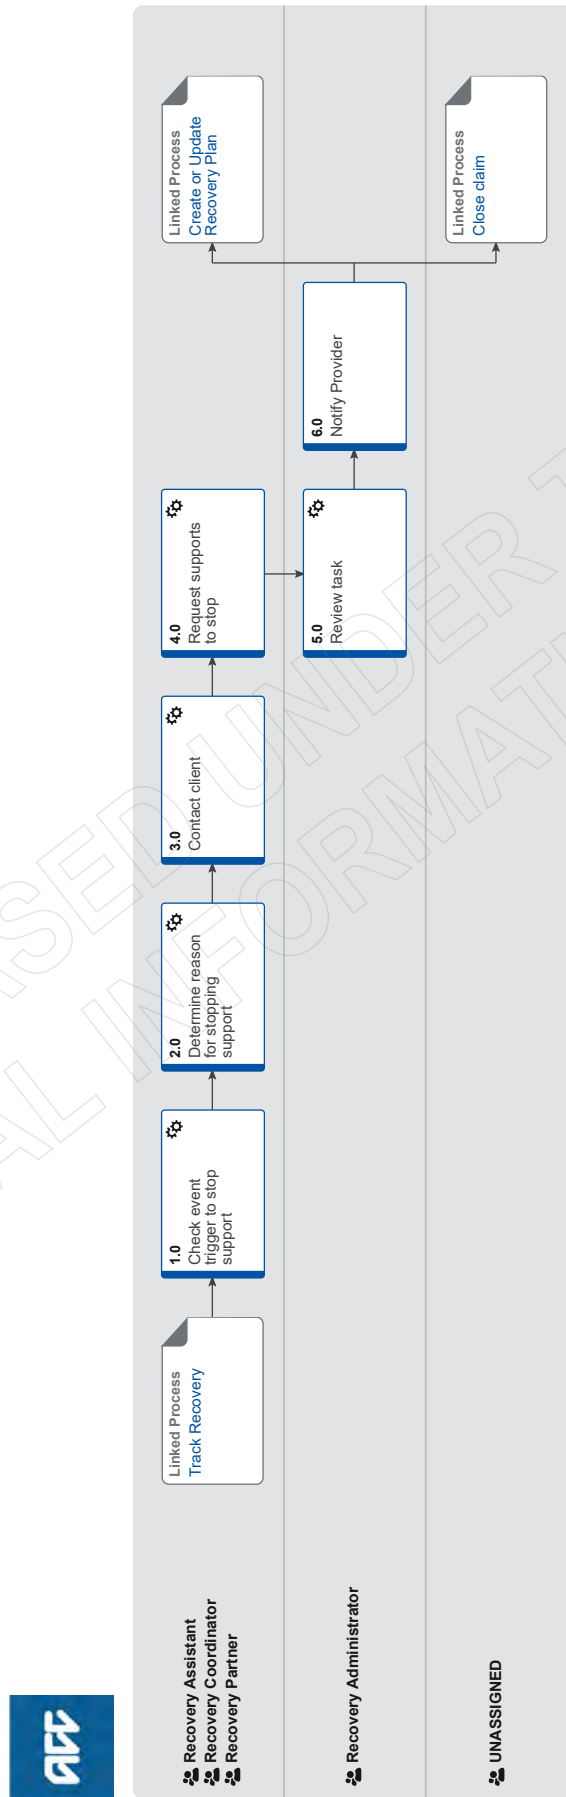 ACC
Recovery Assistant
Recovery Coordinator
Recovery Partner
Linked Process
Track Recovery
1.0
Check event
trigger to stop
support
2.0
Determine reason
for stopping
support
3.0
Contact client
4.0
Request supports
to stop
Linked Process
Create or Update
Recovery Plan
Recovery Administrator
5.0
Review task
6.0
Notify Provider
UNASSIGNED
Linked Process
Close claim